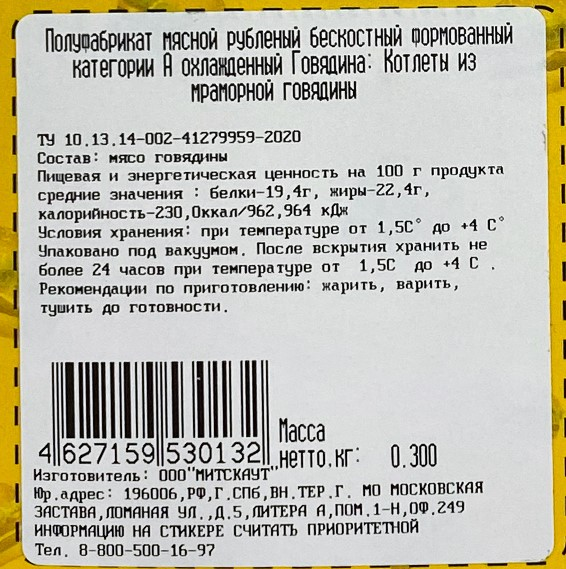 Полуфабрикат мясной рубленый бескостный формованный
категории А охлажденный Говядина: Котлеты из
мраморной говядины
ТУ 10.13.14-002-41279959-2020
Состав: мясо говядины
Пищевая и энергетическая ценность на 100 г продукта
средние значения : белки-19,4г, жиры-22,4г,
калорийность-230,0ккал/962,964 кДж
Условия хранения: при температуре от 1,5С° до +4 С°
Упаковано под вакуумом. После вскрытия хранить не
более 24 часов при температуре от 1,5С до +4 С .
Рекомендации по приготовлению: жарить, варить,
тушить до готовности.
Масса
нетто,кг: 0.300
4 627159 530132
Изготовитель: ООО"МИТСКАУТ"
Юр.адрес: 196006,РФ,Г.СПб,ВН.ТЕР.Г. МО МОСКОВСКАЯ
ЗАСТАВА,ЛОМАНАЯ УЛ.,Д.5,ЛИТЕРА А,ПОМ.1-Н,ОФ.249
ИНФОРМАЦИЮ НА СТИКЕРЕ СЧИТАТЬ ПРИОРИТЕТНОЙ
Тел. 8-800-500-16-97